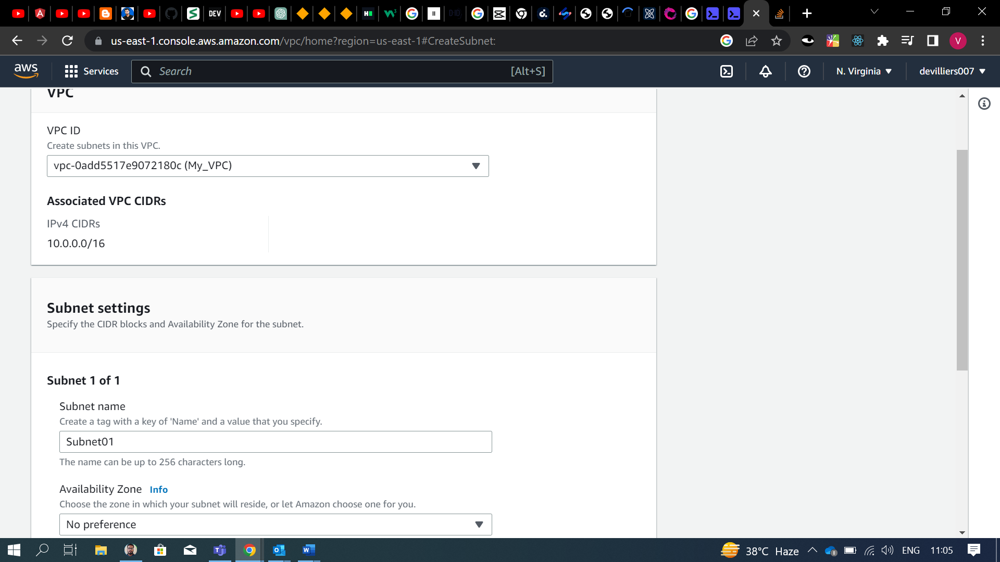 DEV
us-east-1.console.aws.amazon.com/vpc/home?region=us-east-1#CreateSubnet:
V
aws
Services
Search
[Alt+S]
N. Virginia
devilliers007
VPC
VPC ID
Create subnets in this VPC.
vpc-0add5517e9072180c (My_VPC)
Associated VPC CIDRs
IPv4 CIDRs
10.0.0.0/16
Subnet settings
Specify the CIDR blocks and Availability Zone for the subnet.
Subnet 1 of 1
Subnet name
Create a tag with a key of 'Name' and a value that you specify.
Subnet01
The name can be up to 256 characters long.
Availability Zone Info
Choose the zone in which your subnet will reside, or let Amazon choose one for you.
No preference
38°C Haze
ENG
11:05